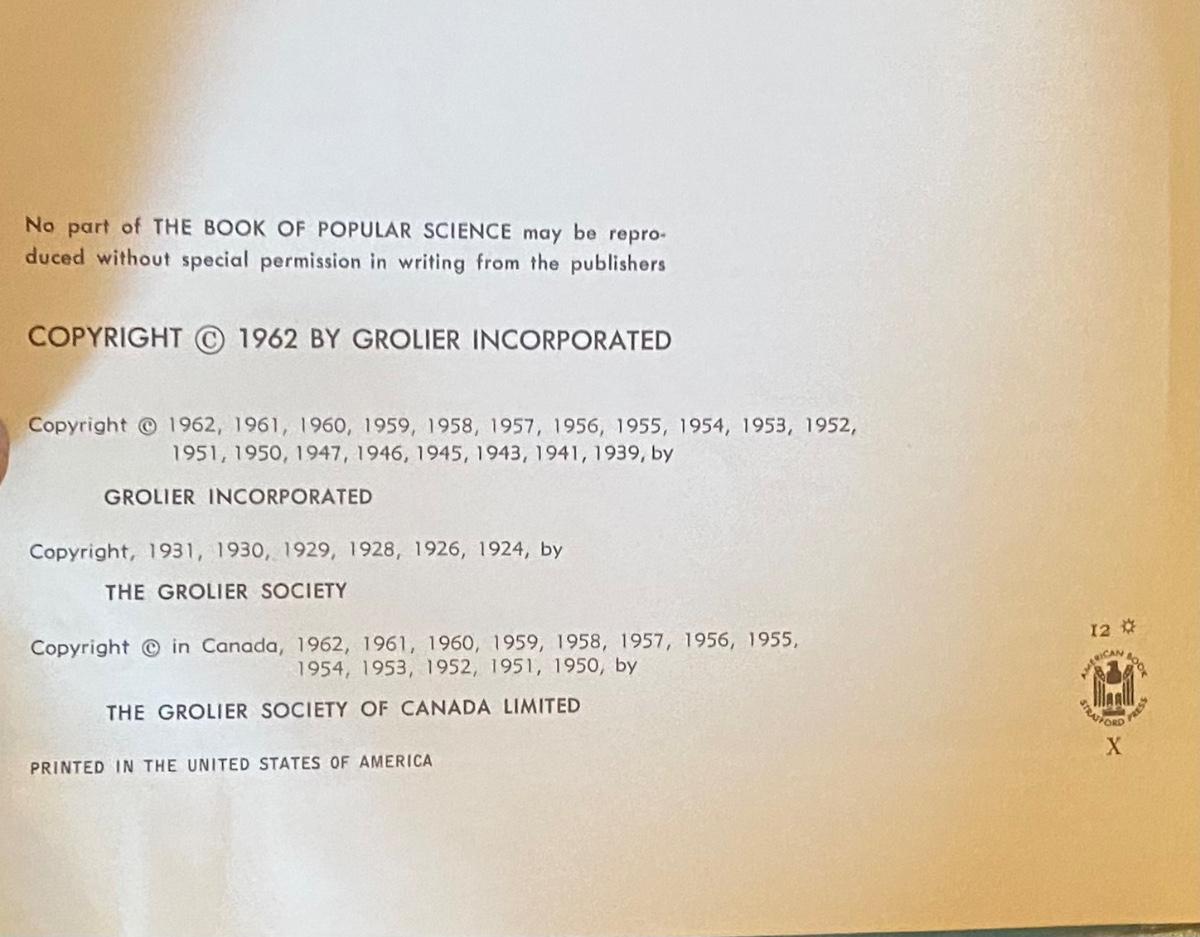 No part of THE BOOK OF POPULAR SCIENCE may be repro-
duced without special permission in writing from the publishers
COPYRIGHT © 1962 BY GROLIER INCORPORATED
Copyright © 1962, 1961, 1960, 1959, 1958, 1957, 1956, 1955, 1954, 1953, 1952,
1951, 1950, 1947, 1946, 1945, 1943, 1941, 1939, by
GROLIER INCORPORATED
Copyright, 1931, 1930, 1929, 1928, 1926, 1924, by
THE GROLIER SOCIETY
Copyright © in Canada, 1962, 1961, 1960, 1959, 1958, 1957, 1956, 1955,
1954, 1953, 1952, 1951, 1950, by
THE GROLIER SOCIETY OF CANADA LIMITED
PRINTED IN THE UNITED STATES OF AMERICA
12
AMERICAN BOOK
STRATFORD PRESS
X